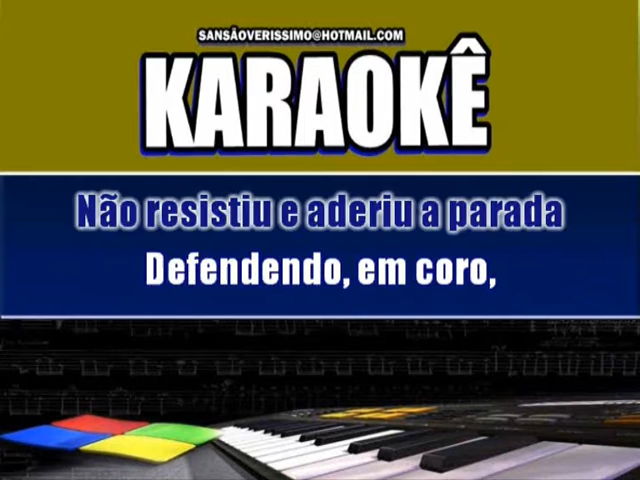 SANSÃOVERISSIMO@HOTMAIL.COM
KARAOKÊ
Não resistiu e aderiu a parada
Defendendo, em coro,